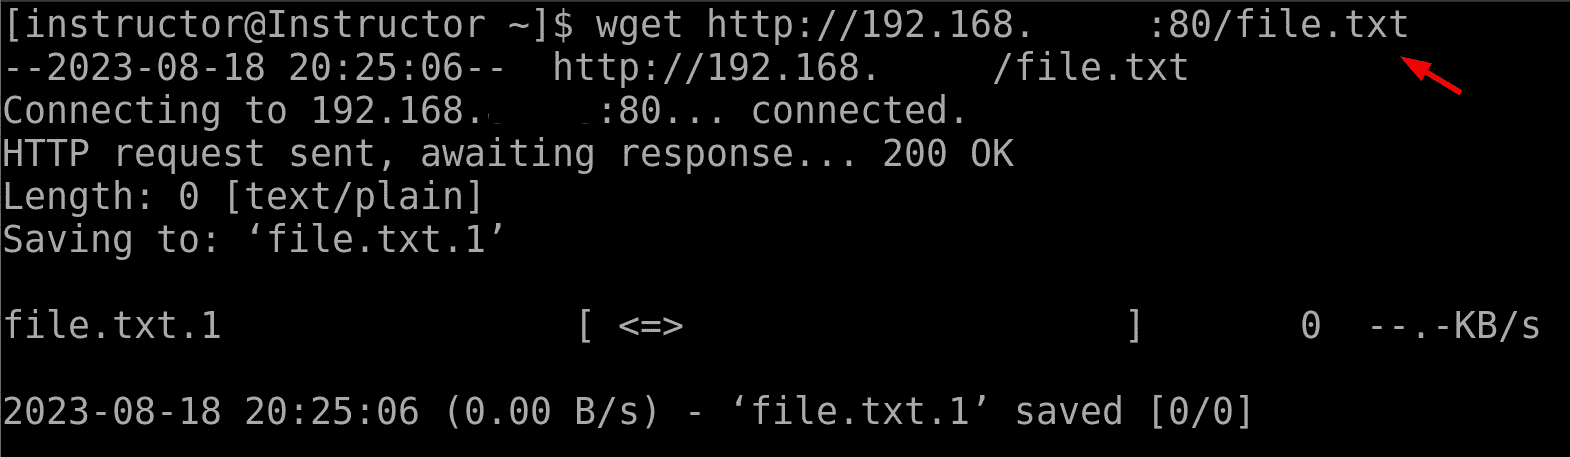 [instructor@Instructor ~]$ wget http://192.168.      :80/file.txt
--2023-08-18 20:25:06--  http://192.168.      /file.txt
Connecting to 192.168.      :80... connected.
HTTP request sent, awaiting response... 200 OK
Length: 0 [text/plain]
Saving to: ‘file.txt.1’
file.txt.1                [ <=>                    ]       0  --.-KB/s
2023-08-18 20:25:06 (0.00 B/s) - ‘file.txt.1’ saved [0/0]